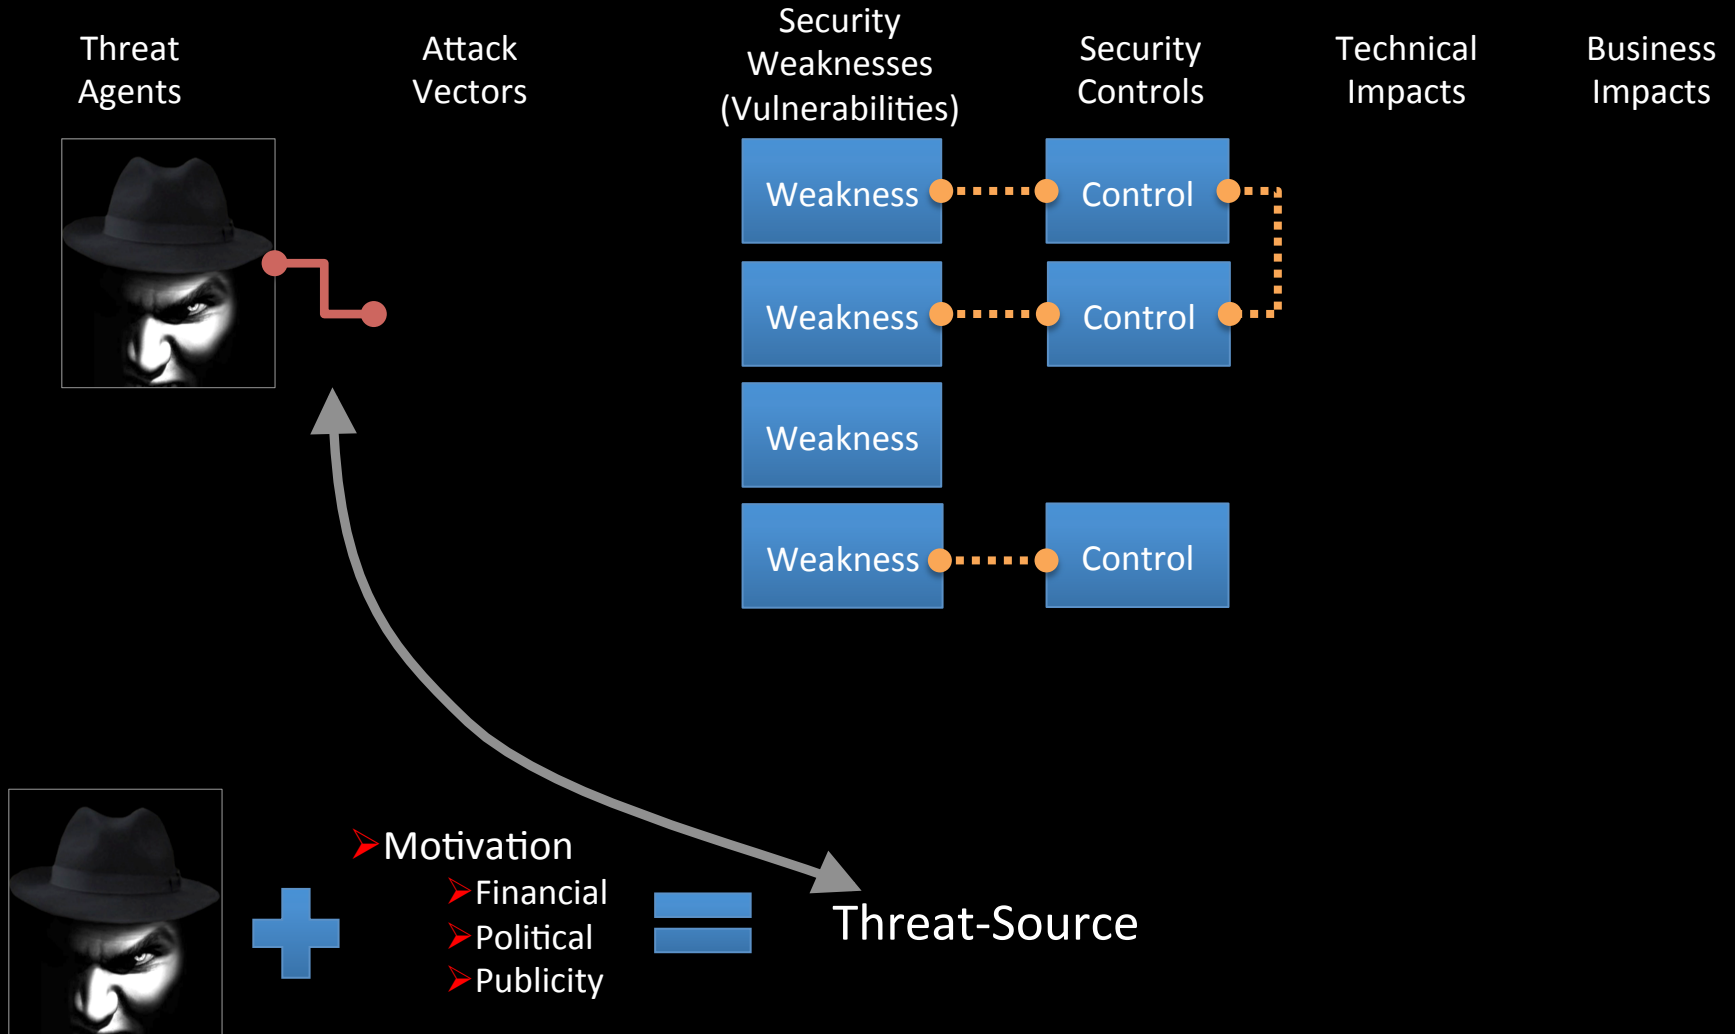 Threat
Agents
Attack
Vectors
Security
Weaknesses
(Vulnerabilities)
Security
Controls
Technical
Impacts
Business
Impacts
Weakness
Control
Weakness
Control
Weakness
Weakness
Control
Motivation
Financial
Political
Publicity
Threat-Source